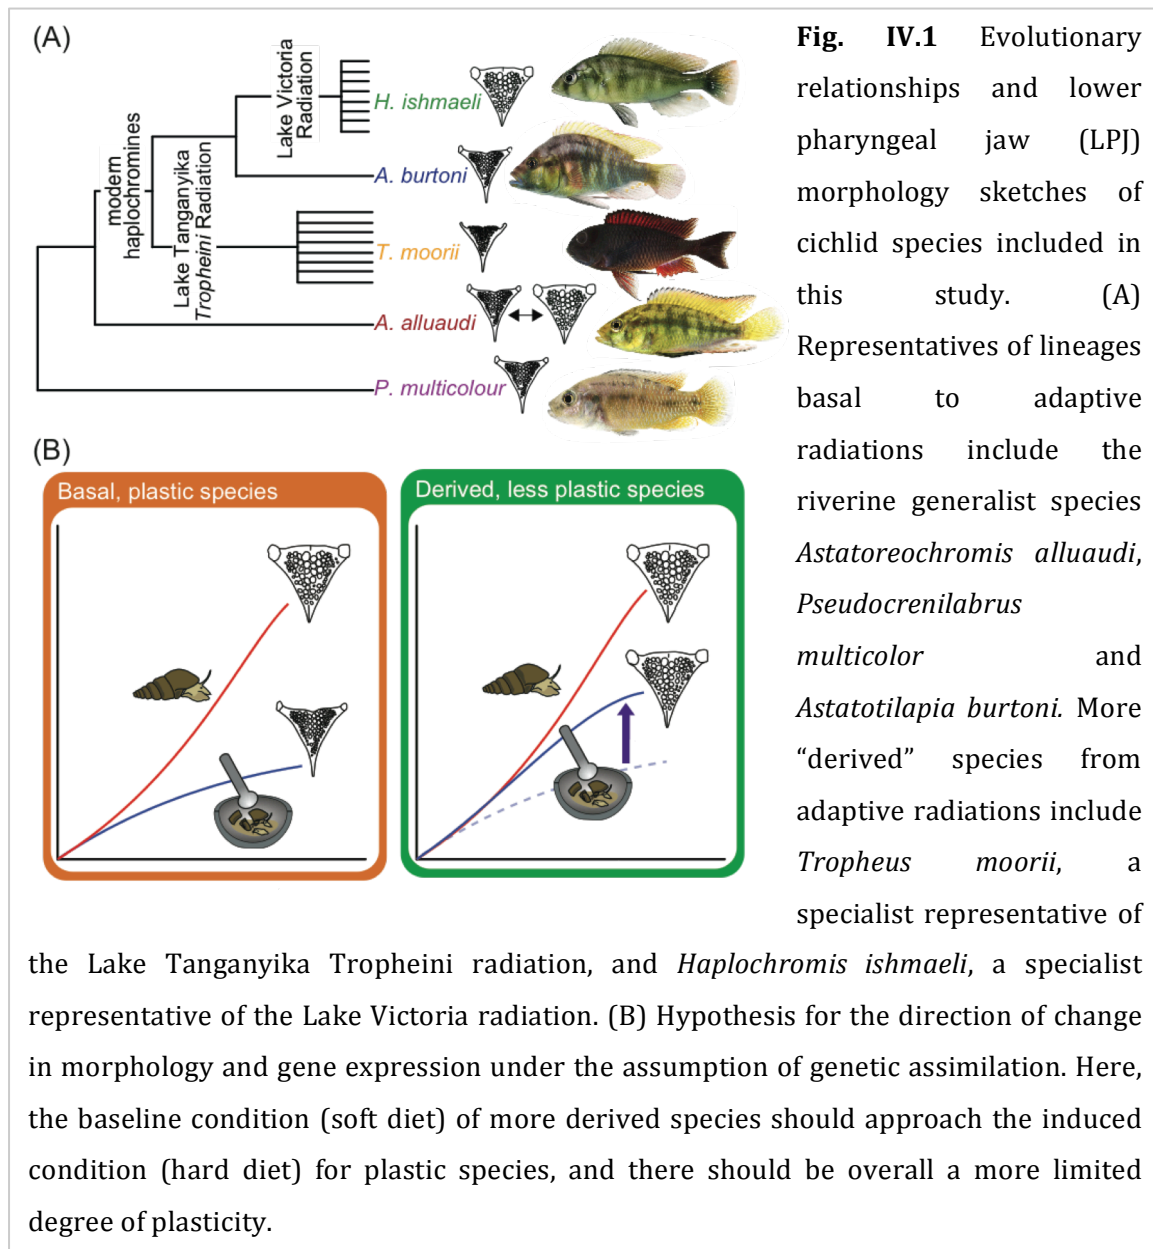 (A)
Lake Victoria
Radiation
H. ishmaeli
A. burtoni
modern
haplochromines
Lake Tanganyika
Tropheini Radiation
T. moorii
A. alluaudi
P. multicolour
(B)
Basal, plastic species
Derived, less plastic species
Fig. IV.1 Evolutionary
relationships and lower
pharyngeal jaw (LPJ)
morphology sketches of
cichlid species included in
this study. (A)
Representatives of lineages
basal to adaptive
radiations include the
riverine generalist species
Astatoreochromis alluaudi,
Pseudocrenilabrus
multicolor and
Astatotilapia burtoni. More
“derived” species from
adaptive radiations include
Tropheus moorii, a
specialist representative of
the Lake Tanganyika Tropheini radiation, and Haplochromis ishmaeli, a specialist
representative of the Lake Victoria radiation. (B) Hypothesis for the direction of change
in morphology and gene expression under the assumption of genetic assimilation. Here,
the baseline condition (soft diet) of more derived species should approach the induced
condition (hard diet) for plastic species, and there should be overall a more limited
degree of plasticity.